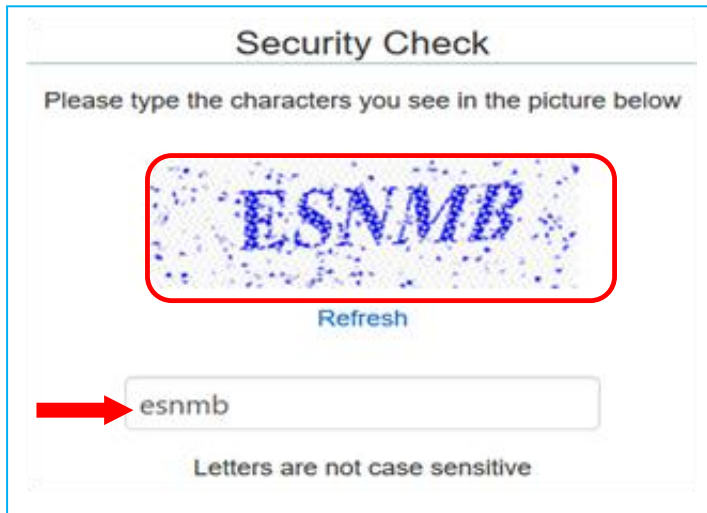 Security Check
Please type the characters you see in the picture below
ESNMB
Refresh
esnmb
Letters are not case sensitive